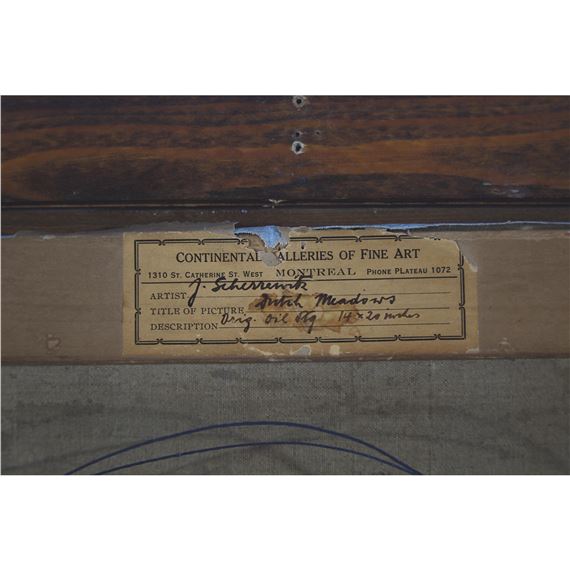 CONTINENTAL GALLERIES OF FINE ART
1310 ST. CATHERINE ST. WEST MONTREAL PHONE PLATEAU 1072
ARTIST J. Scherrewitz
TITLE OF PICTURE Dutch Meadows
DESCRIPTION Orig. Oil Ptg 14 x 20 inches